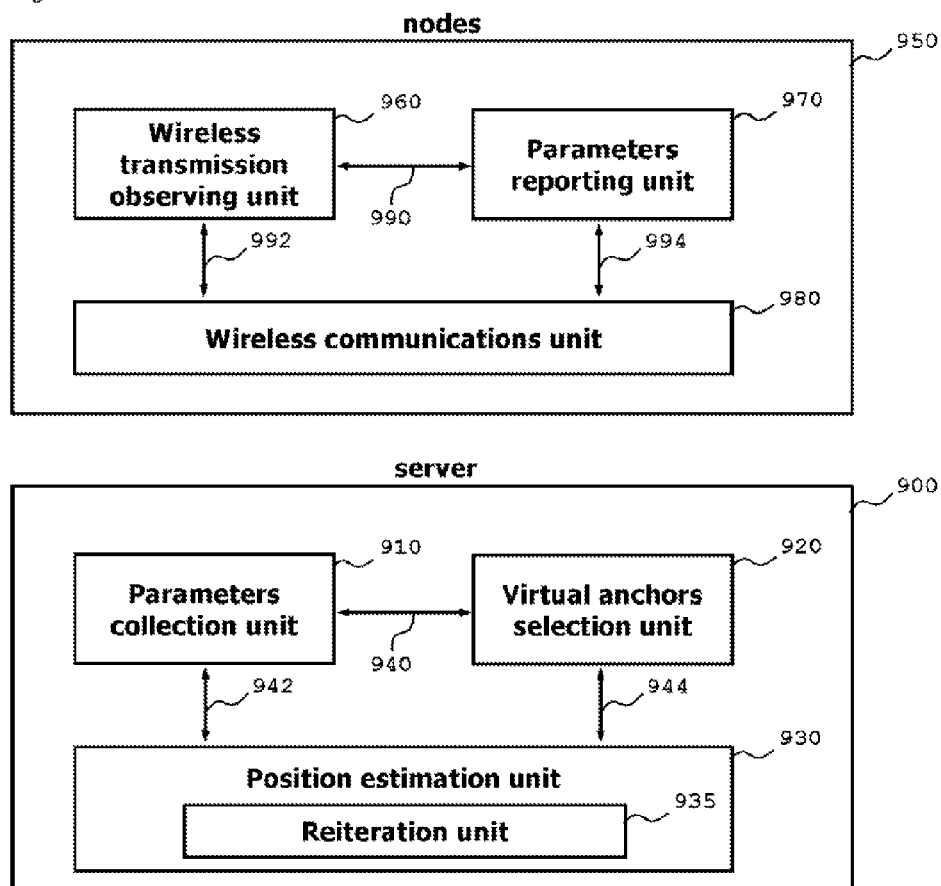 nodes
950
960
Wireless
transmission
observing unit
970
Parameters
reporting unit
990
992
994
980
Wireless communications unit
server
900
910
Parameters
collection unit
920
Virtual anchors
selection unit
940
942
944
930
Position estimation unit
935
Reiteration unit